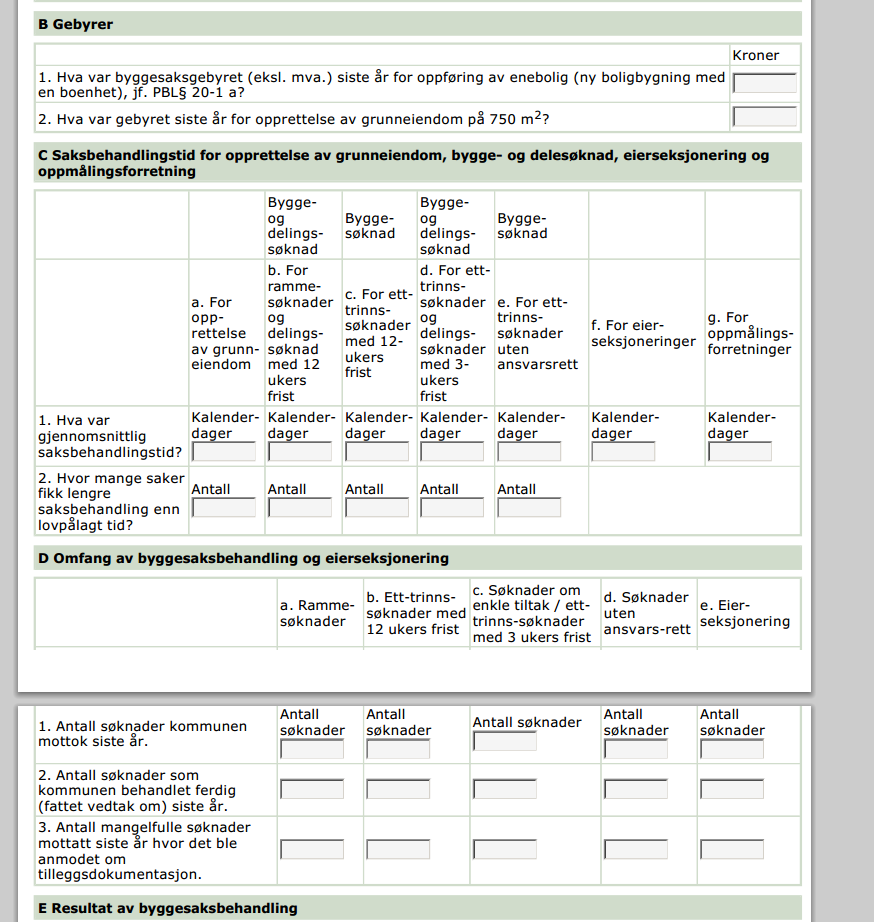 B Gebyrer
Kroner
1. Hva var byggesaksgebyret (eksl. mva.) siste år for oppføring av enebolig (ny boligbygning med
en boenhet), jf. PBL§ 20-1 a?
2. Hva var gebyret siste år for opprettelse av grunneiendom på 750 m2?
C Saksbehandlingstid for opprettelse av grunneiendom, bygge- og delesøknad, eierseksjonering og
oppmålingsforretning
Bygge-
og
delings-
søknad
Bygge-
søknad
Bygge-
og
delings-
søknad
Bygge-
søknad
a. For
opp-
rettelse
av grunn-
eiendom
b. For
ramme-
søknader
og
delings-
søknad
med 12
ukers
frist
c. For ett-
trinns-
søknader
med 12-
ukers
frist
d. For ett-
trinns-
søknader
og
delings-
søknader
med 3-
ukers
frist
e. For ett-
trinns-
søknader
uten
ansvarsrett
f. For eier-
seksjoneringer
g. For
oppmålings-
forretninger
1. Hva var
gjennomsnittlig
saksbehandlingstid?
Kalender-
dager
Kalender-
dager
Kalender-
dager
Kalender-
dager
Kalender-
dager
Kalender-
dager
Kalender-
dager
2. Hvor mange saker
fikk lengre
saksbehandling enn
lovpålagt tid?
Antall
Antall
Antall
Antall
Antall
D Omfang av byggesaksbehandling og eierseksjonering
a. Ramme-
søknader
b. Ett-trinns-
søknader med
12 ukers frist
c. Søknader om
enkle tiltak / ett-
trinns-søknader
med 3 ukers frist
d. Søknader
uten
ansvars-rett
e. Eier-
seksjonering
1. Antall søknader kommunen
mottok siste år.
Antall
søknader
Antall
søknader
Antall søknader
Antall
søknader
Antall
søknader
2. Antall søknader som
kommunen behandlet ferdig
(fattet vedtak om) siste år.
3. Antall mangelfulle søknader
mottatt siste år hvor det ble
anmodet om
tilleggsdokumentasjon.
E Resultat av byggesaksbehandling